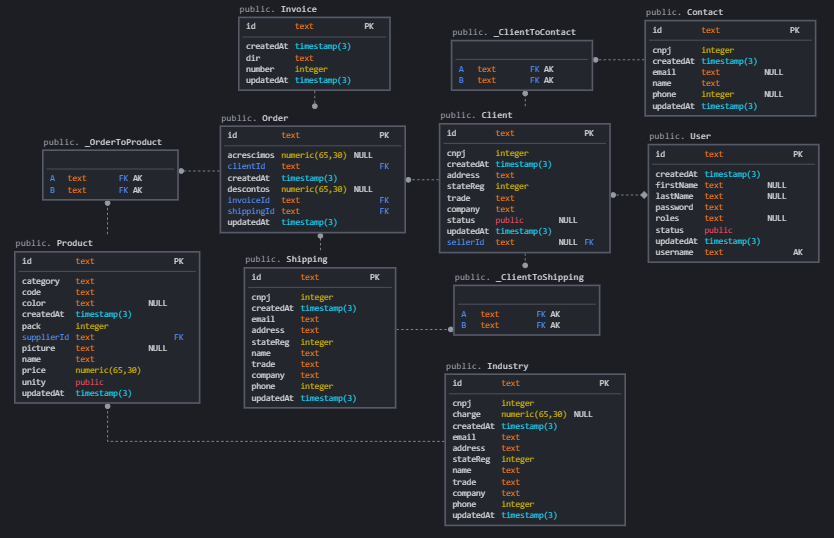 public. Invoice
id text PK
createdAt timestamp(3)
dir text
number integer
updatedAt timestamp(3)
public. _ClientToContact
A text FK AK
B text FK AK
public. Contact
id text PK
cnpj integer
createdAt timestamp(3)
email text NULL
name text
phone integer NULL
updatedAt timestamp(3)
public. _OrderToProduct
A text FK AK
B text FK AK
public. Order
id text PK
acrescimos numeric(65,30) NULL
clientId text FK
createdAt timestamp(3)
descontos numeric(65,30) NULL
invoiceId text FK
shippingId text FK
updatedAt timestamp(3)
public. Client
id text PK
cnpj integer
createdAt timestamp(3)
address text
stateReg integer
trade text
company text
status public NULL
updatedAt timestamp(3)
sellerId text NULL FK
public. User
id text PK
createdAt timestamp(3)
firstName text NULL
lastName text NULL
password text
roles text NULL
status public
updatedAt timestamp(3)
username text AK
public. Product
id text PK
category text
code text
color text NULL
createdAt timestamp(3)
pack integer
supplierId text FK
picture text NULL
name text
price numeric(65,30)
unity public
updatedAt timestamp(3)
public. Shipping
id text PK
cnpj integer
createdAt timestamp(3)
email text
address text
stateReg integer
name text
trade text
company text
phone integer
updatedAt timestamp(3)
public. _ClientToShipping
A text FK AK
B text FK AK
public. Industry
id text PK
cnpj integer
charge numeric(65,30) NULL
createdAt timestamp(3)
email text
address text
stateReg integer
name text
trade text
company text
phone integer
updatedAt timestamp(3)